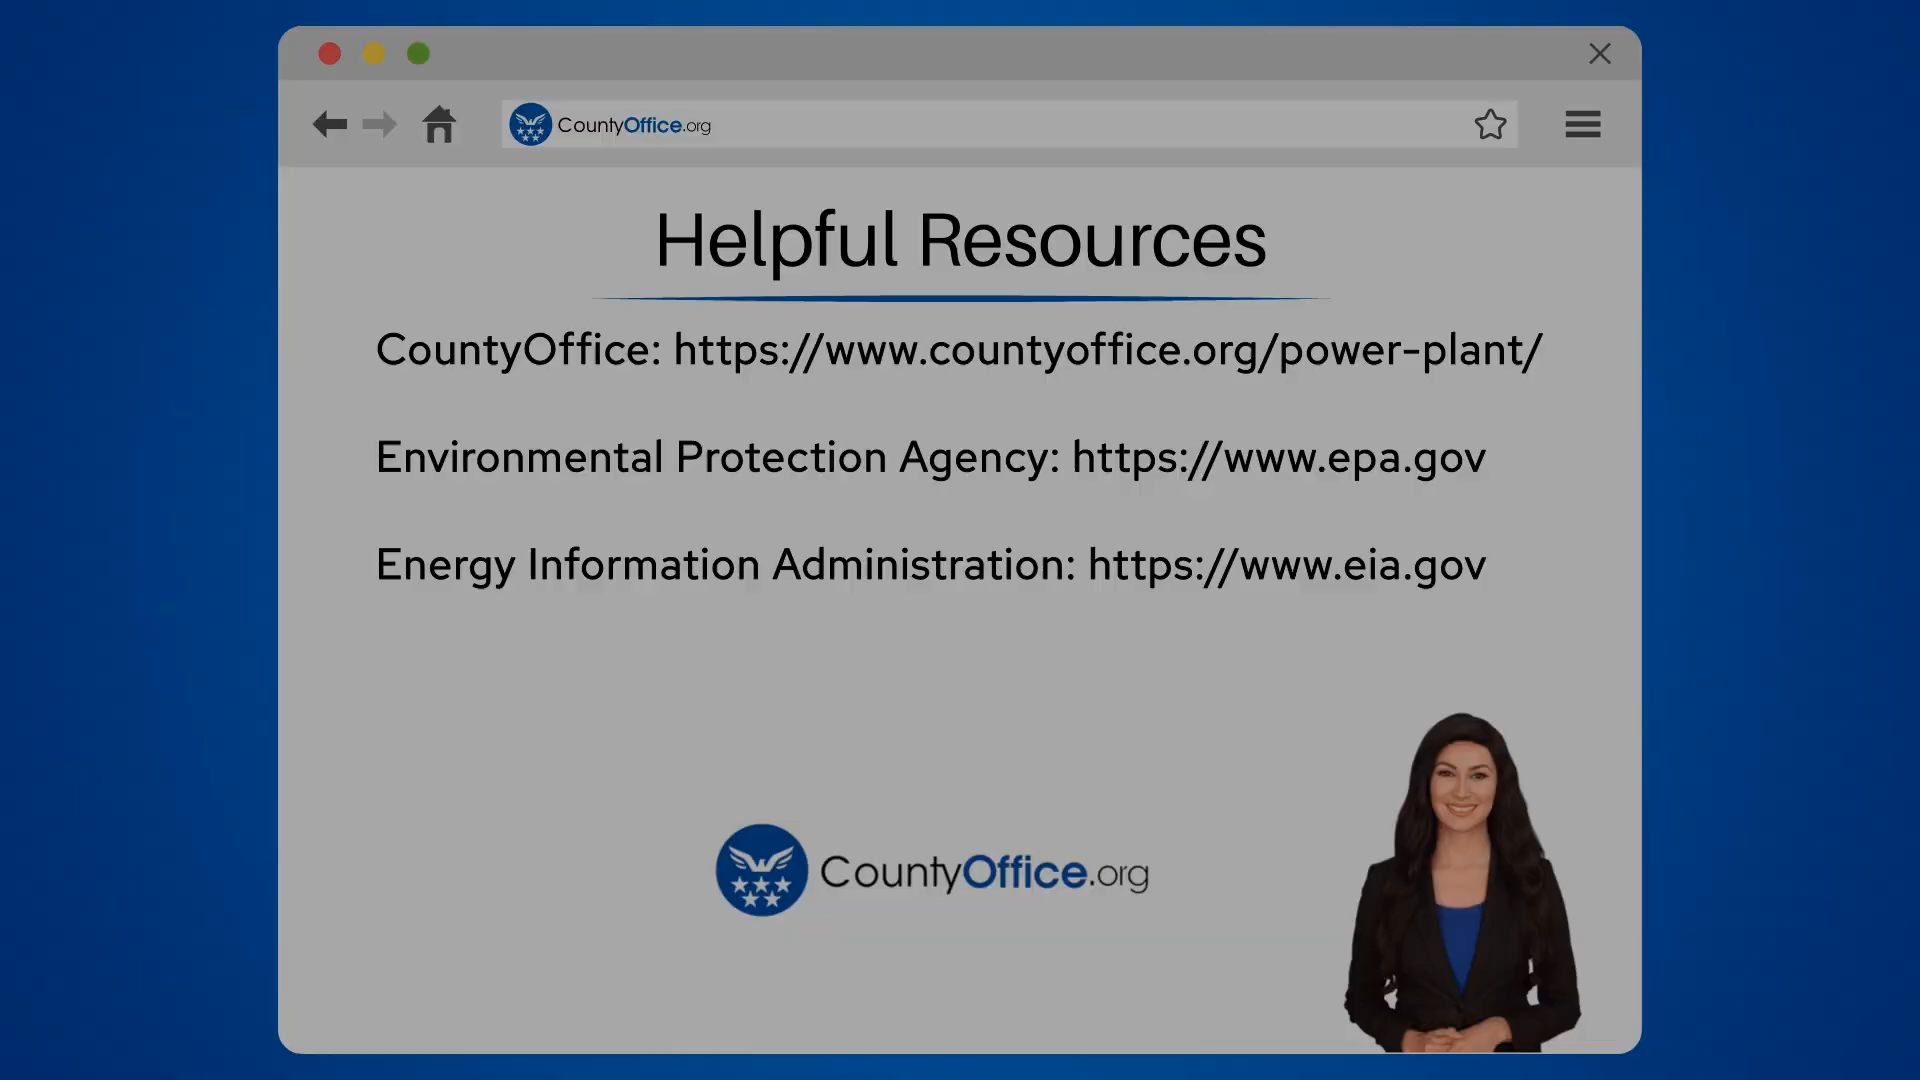 CountyOffice.org
Helpful Resources
CountyOffice: https://www.countyoffice.org/power-plant/
Environmental Protection Agency: https://www.epa.gov
Energy Information Administration: https://www.eia.gov
CountyOffice.org